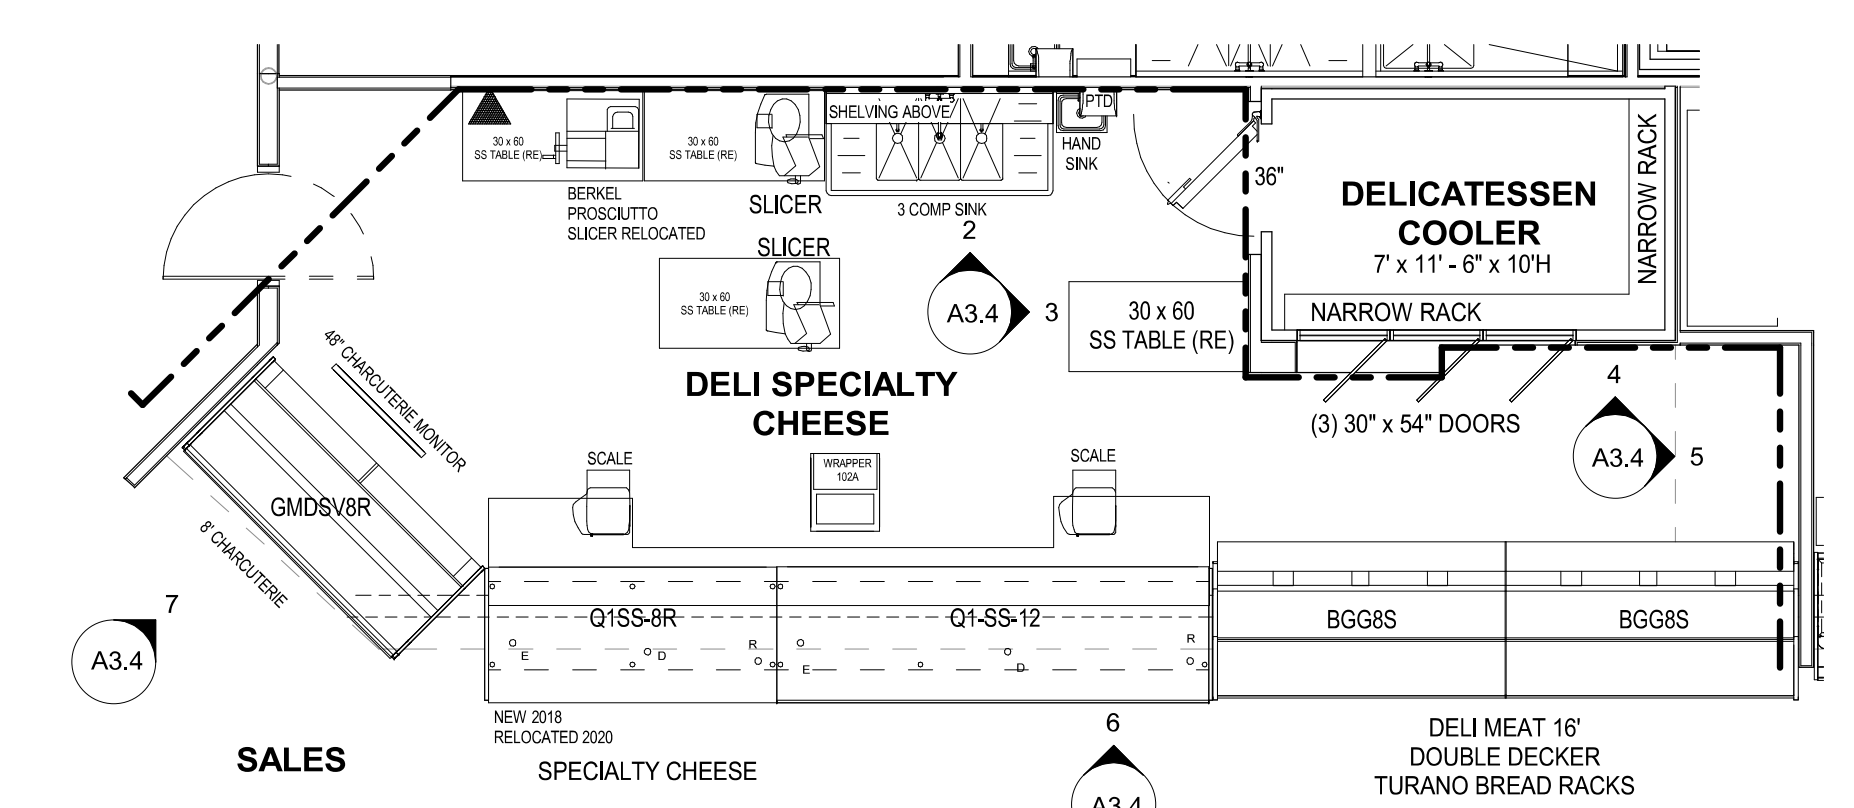 SHELVING ABOVE
PTD
30 x 60
SS TABLE (RE)
30 x 60
SS TABLE (RE)
HAND
SINK
36"
DELICATESSEN
COOLER
7' x 11' - 6" x 10'H
NARROW RACK
NARROW RACK
BERKEL
PROSCIUTTO
SLICER RELOCATED
SLICER
3 COMP SINK
2
SLICER
A3.4
3
30 x 60
SS TABLE (RE)
30 x 60
SS TABLE (RE)
48" CHARCUTERIE MONITOR
DELI SPECIALTY
CHEESE
(3) 30" x 54" DOORS
4
A3.4
5
SCALE
WRAPPER
102A
SCALE
GMDSV8R
8' CHARCUTERIE
7
A3.4
Q1SS-8R
Q1-SS-12
BGG8S
BGG8S
E
D
R
E
D
R
NEW 2018
RELOCATED 2020
6
A3.4
SALES
SPECIALTY CHEESE
DELI MEAT 16'
DOUBLE DECKER
TURANO BREAD RACKS